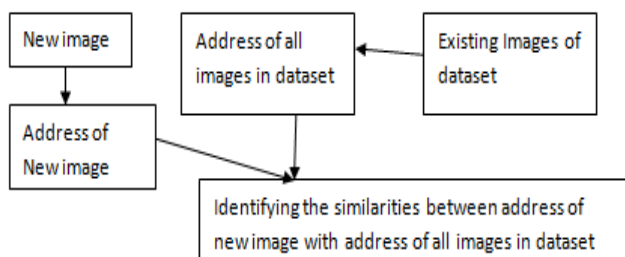 New image
Address of all
images in dataset
Existing Images of
dataset
Address of
New image
Identifying the similarities between address of
new image with address of all images in dataset